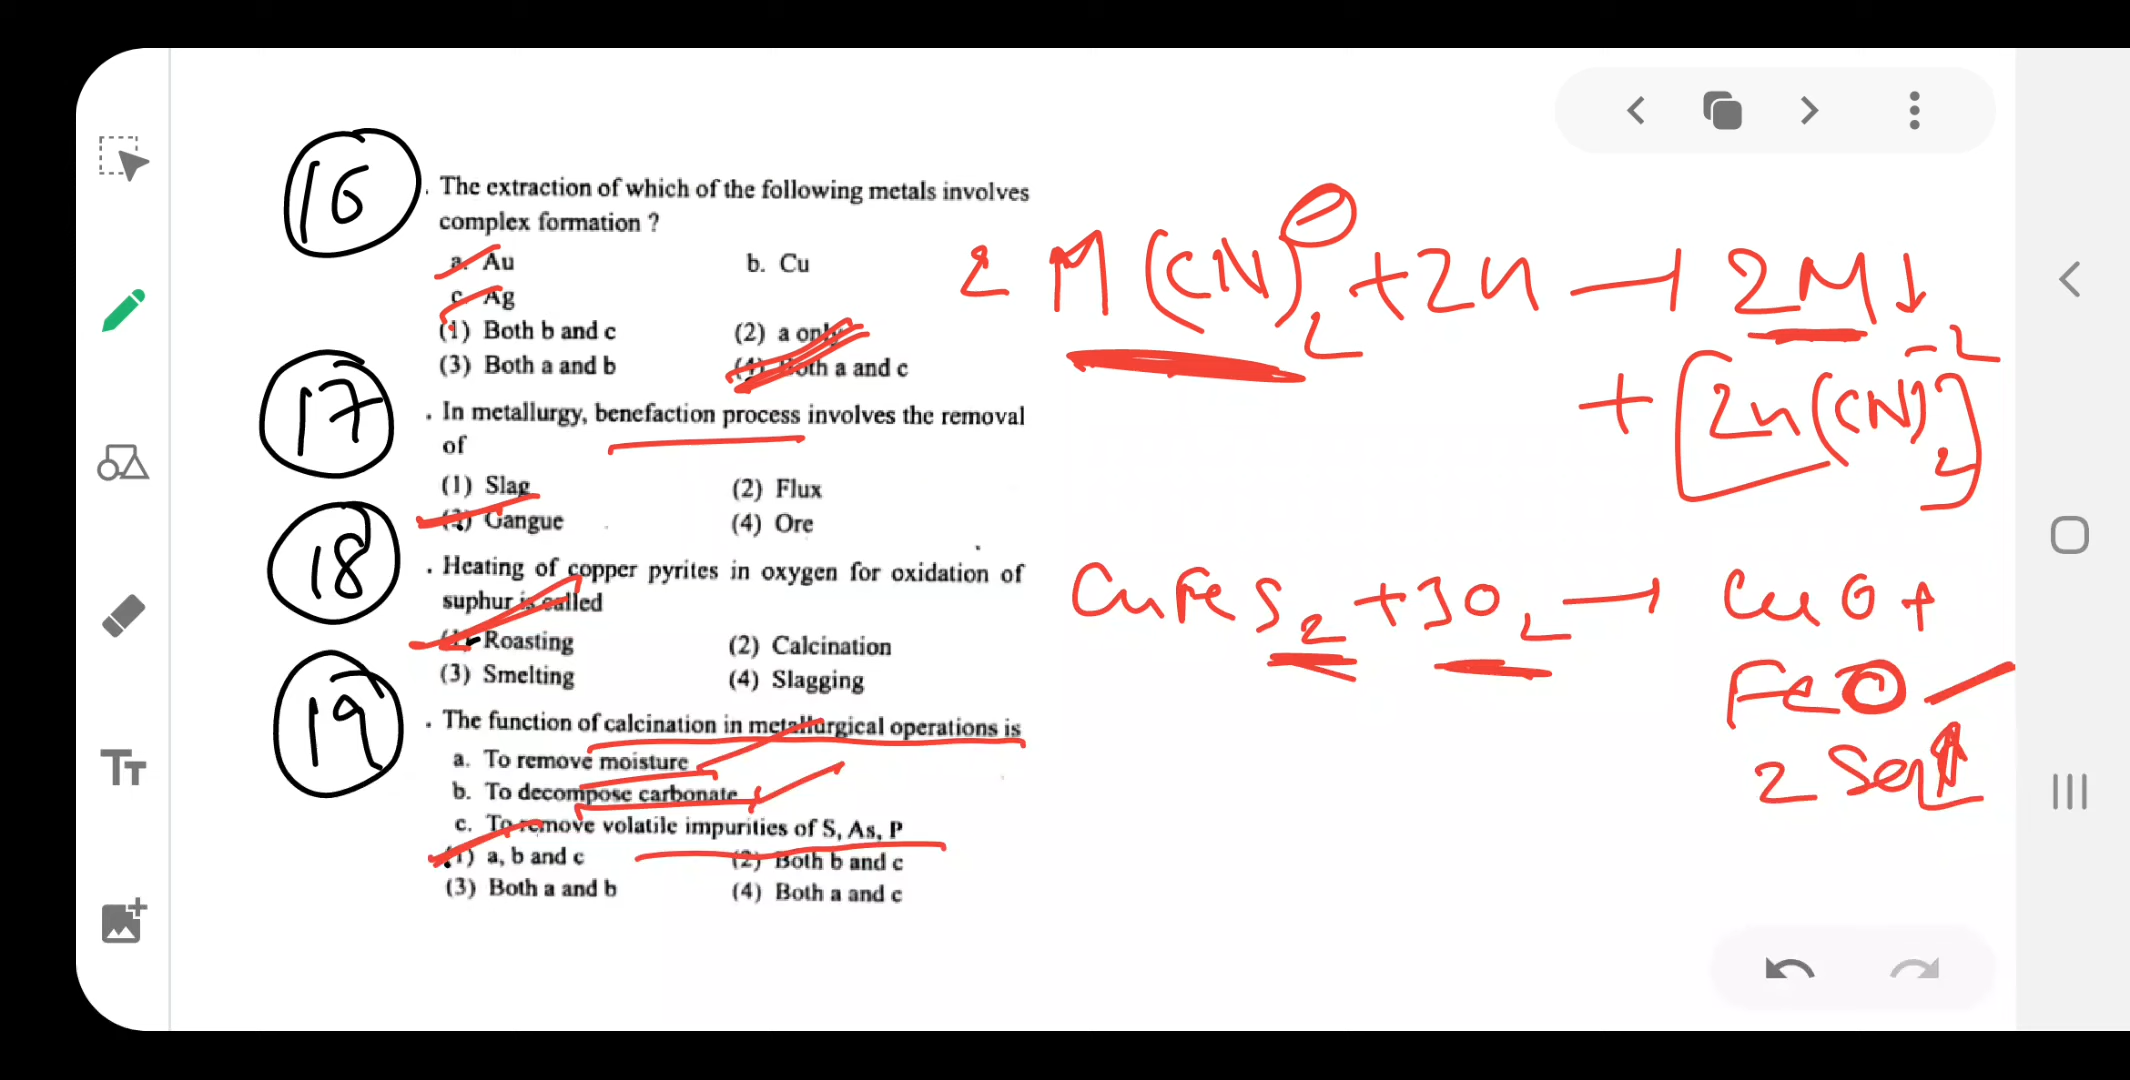 16
. The extraction of which of the following metals involves
complex formation ?
a. Au b. Cu
c. Ag
(1) Both b and c (2) a only
(3) Both a and b (4) Both a and c
17
. In metallurgy, benefaction process involves the removal
of
(1) Slag (2) Flux
(3) Gangue (4) Ore
18
. Heating of copper pyrites in oxygen for oxidation of
suphur is called
(1) Roasting (2) Calcination
(3) Smelting (4) Slagging
19
. The function of calcination in metallurgical operations is
a. To remove moisture
b. To decompose carbonate
c. To remove volatile impurities of S, As, P
(1) a, b and c (2) Both b and c
(3) Both a and b (4) Both a and c
2 M(CN)₂⊖ + Zn → 2M↓
+ [Zn(CN)₂]⁻²
CuFeS₂ + 3O₂ → CuO +
FeO
2
TT